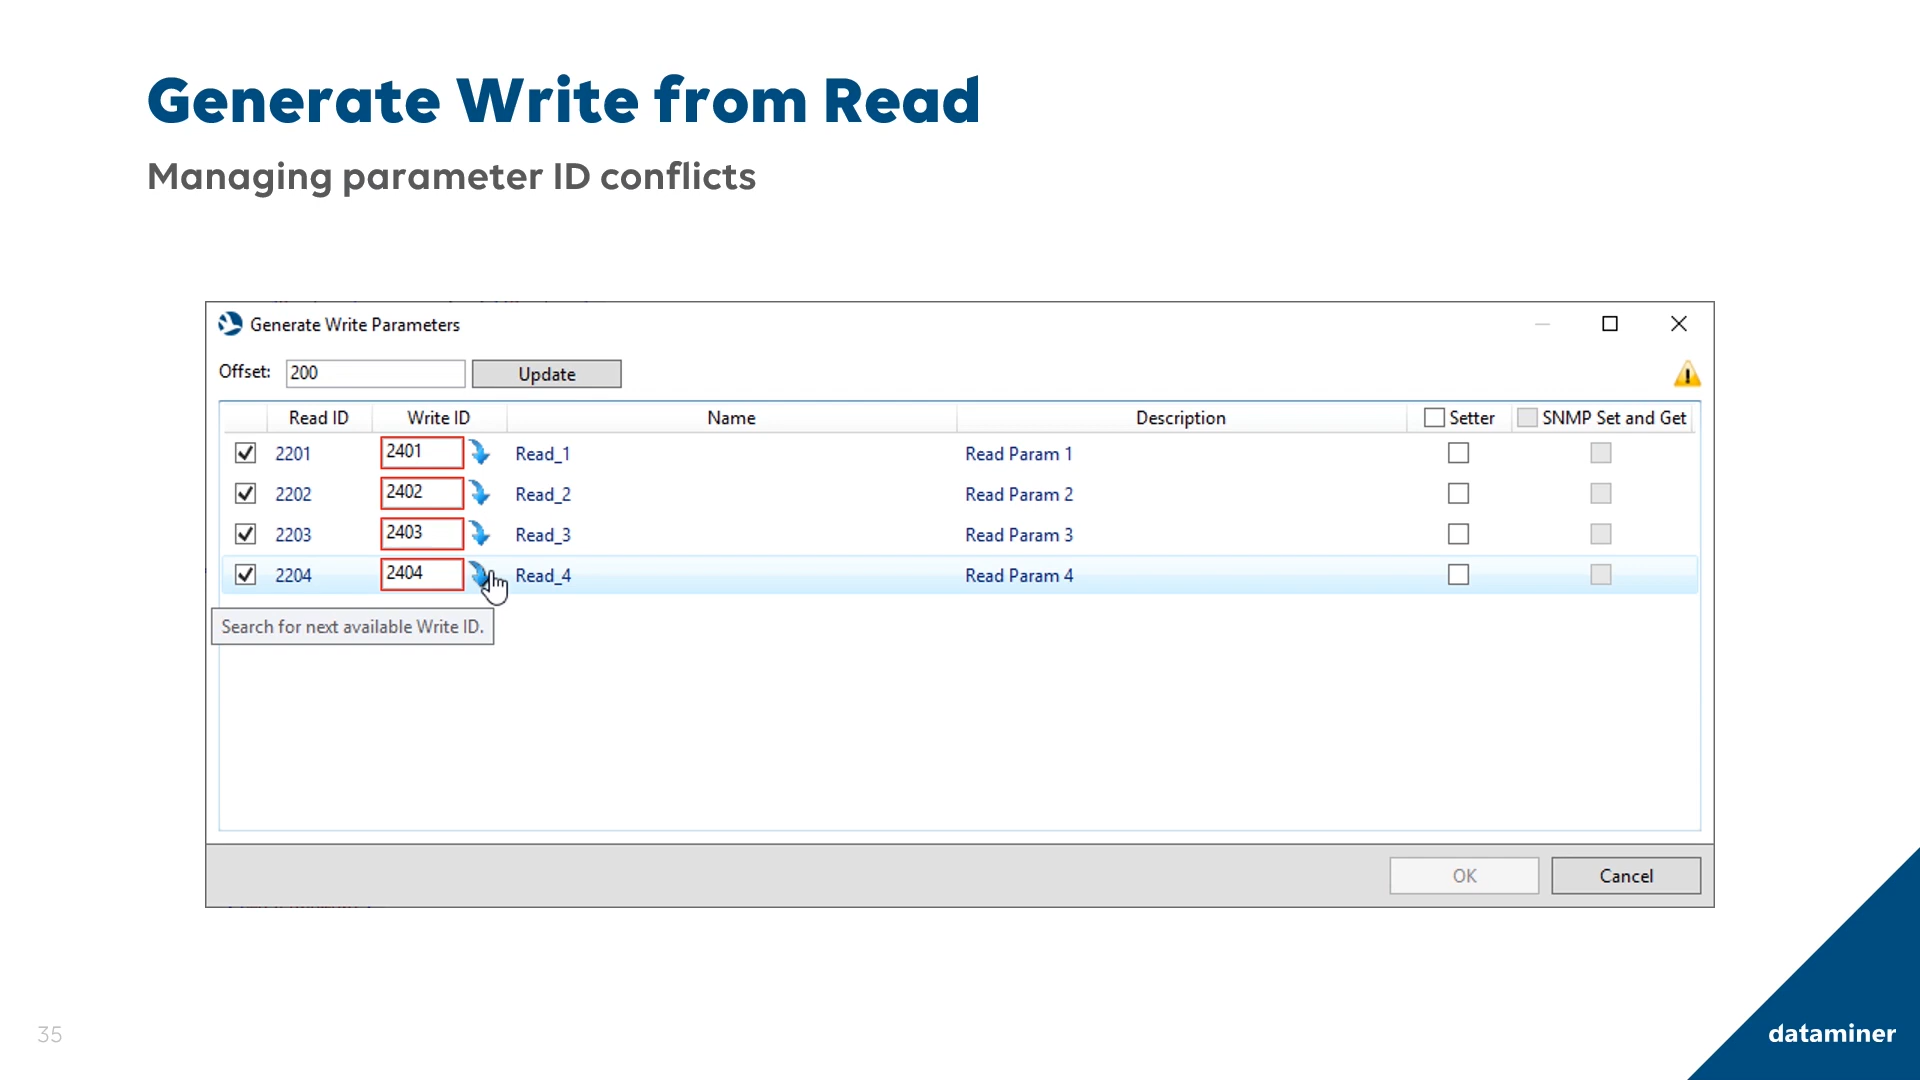 Generate Write from Read
Managing parameter ID conflicts
Generate Write Parameters
Offset: 200 Update
Read ID Write ID Name Description Setter SNMP Set and Get
2201 2401 Read_1 Read Param 1
2202 2402 Read_2 Read Param 2
2203 2403 Read_3 Read Param 3
2204 2404 Read_4 Read Param 4
Search for next available Write ID.
OK Cancel
35
dataminer